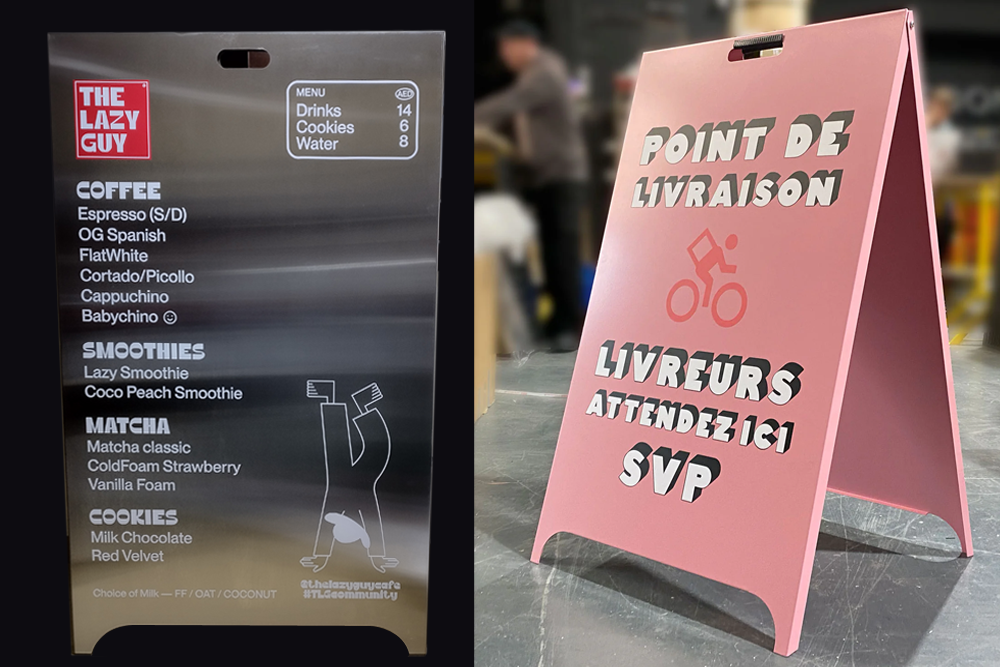 THE
LAZY
GUY
MENU AED
Drinks 14
Cookies 6
Water 8
COFFEE
Espresso (S/D)
OG Spanish
FlatWhite
Cortado/Picollo
Cappuchino
Babychino ☺
SMOOTHIES
Lazy Smoothie
Coco Peach Smoothie
MATCHA
Matcha classic
ColdFoam Strawberry
Vanilla Foam
COOKIES
Milk Chocolate
Red Velvet
@thelazyguycafe
#TLGcommunity
Choice of Milk — FF / OAT / COCONUT
POINT DE
LIVRAISON
LIVREURS
ATTENDEZ ICI
SVP